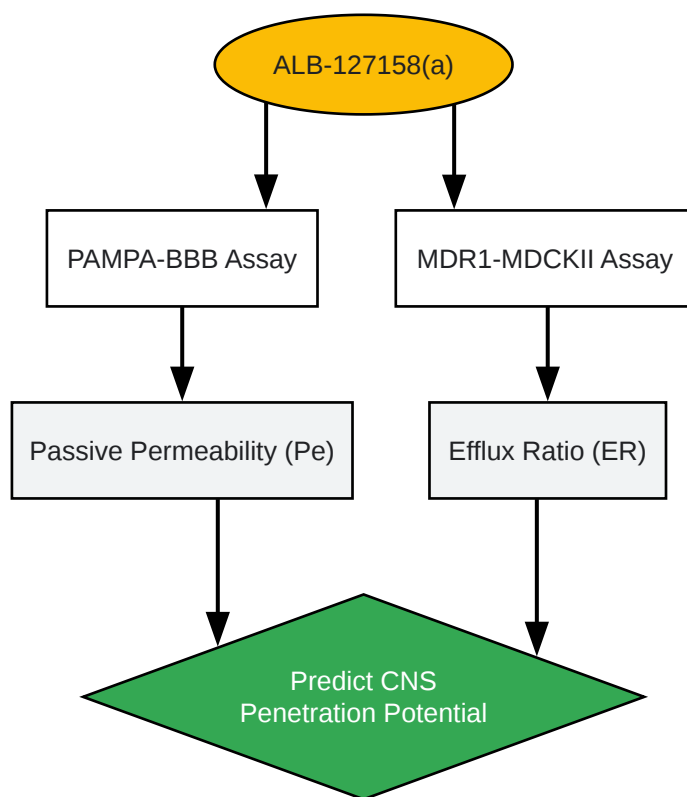 ALB-127158(a)
PAMPA-BBB Assay
MDR1-MDCKII Assay
Passive Permeability (Pe)
Efflux Ratio (ER)
Predict CNS
Penetration Potential